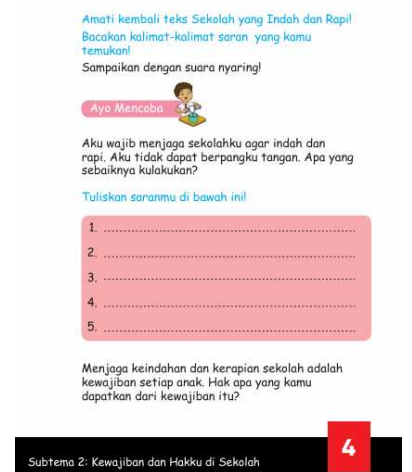 Amati kembali teks Sekolah yang Indah dan Rapi!
Bacakan kalimat-kalimat saran yang kamu
temukan!
Sampaikan dengan suara nyaring!
Ayo Mencoba
Aku wajib menjaga sekolahku agar indah dan
rapi. Aku tidak dapat berpangku tangan. Apa yang
sebaiknya kulakukan?
Tuliskan saranmu di bawah ini!
1. ........................................................................
2. ........................................................................
3. ........................................................................
4. ........................................................................
5. ........................................................................
Menjaga keindahan dan kerapian sekolah adalah
kewajiban setiap anak. Hak apa yang kamu
dapatkan dari kewajiban itu?
4
Subtema 2: Kewajiban dan Hakku di Sekolah